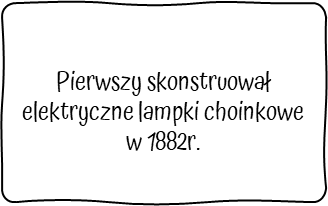 Pierwszy skonstruował
elektryczne lampki choinkowe
w 1882r.